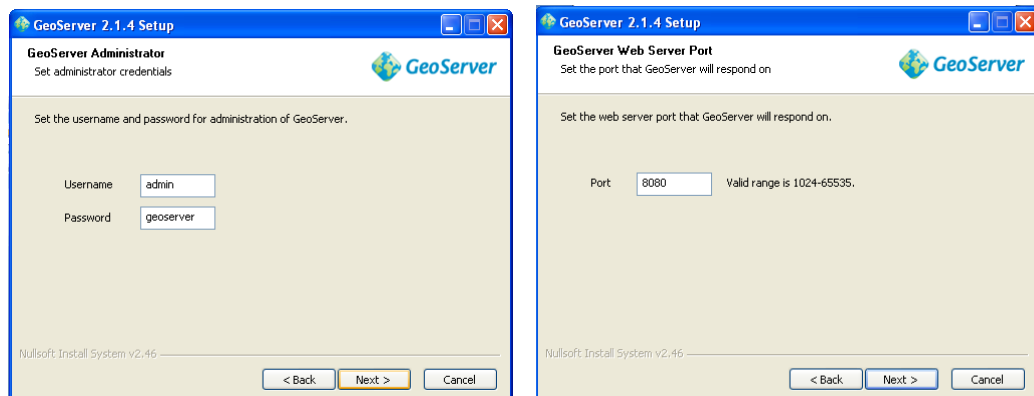 GeoServer 2.1.4 Setup
GeoServer Administrator
Set administrator credentials
GeoServer
Set the username and password for administration of GeoServer.
Username admin
Password geoserver
Nullsoft Install System v2.46
< Back Next > Cancel
GeoServer 2.1.4 Setup
GeoServer Web Server Port
Set the port that GeoServer will respond on
GeoServer
Set the web server port that GeoServer will respond on.
Port 8080 Valid range is 1024-65535.
Nullsoft Install System v2.46
< Back Next > Cancel